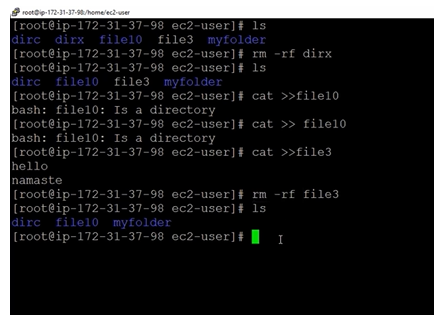 root@ip-172-31-37-98:/home/ec2-user
[root@ip-172-31-37-98 ec2-user]# ls
dirc  dirx  file10  file3  myfolder
[root@ip-172-31-37-98 ec2-user]# rm -rf dirx
[root@ip-172-31-37-98 ec2-user]# ls
dirc  file10  file3  myfolder
[root@ip-172-31-37-98 ec2-user]# cat >>file10
bash: file10: Is a directory
[root@ip-172-31-37-98 ec2-user]# cat >> file10
bash: file10: Is a directory
[root@ip-172-31-37-98 ec2-user]# cat >>file3
hello
namaste
[root@ip-172-31-37-98 ec2-user]# rm -rf file3
[root@ip-172-31-37-98 ec2-user]# ls
dirc  file10  myfolder
[root@ip-172-31-37-98 ec2-user]#